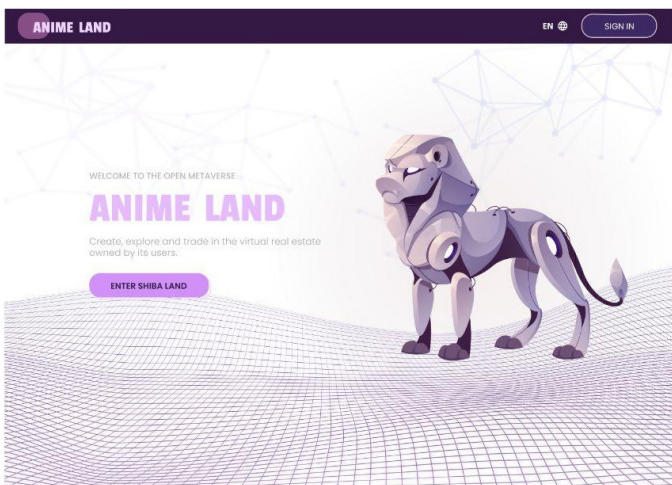 ANIME LAND
EN
SIGN IN
WELCOME TO THE OPEN METAVERSE
ANIME LAND
Create, explore and trade in the virtual real estate
owned by its users.
ENTER SHIBA LAND